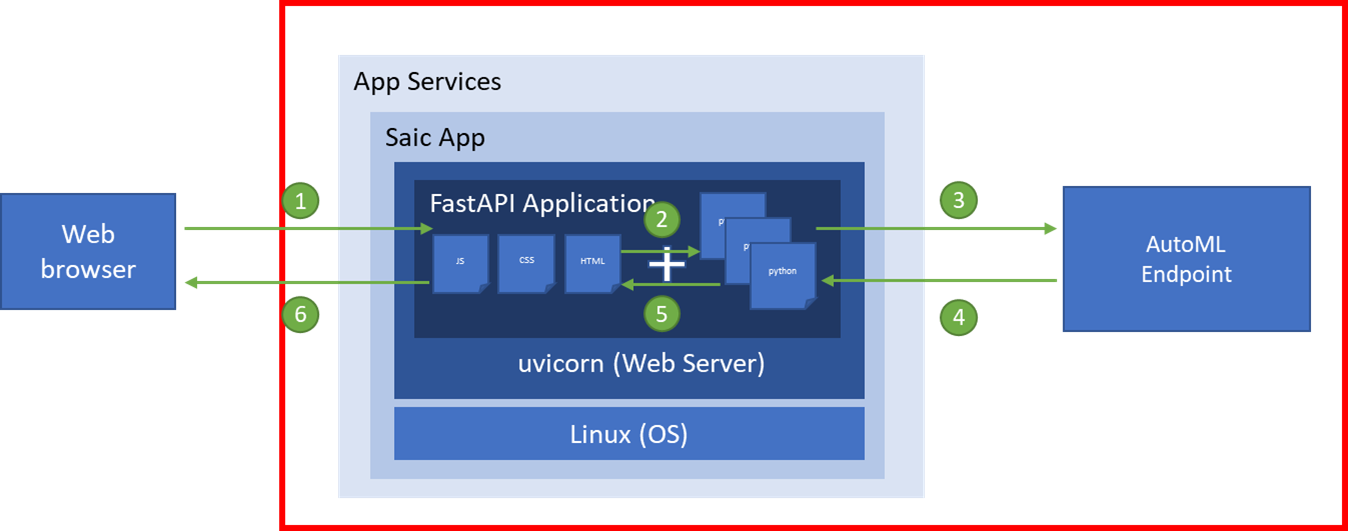 App Services
Saic App
FastAPI Application
1
2
3
Web
browser
JS
CSS
HTML
python
AutoML
Endpoint
6
5
4
uvicorn (Web Server)
Linux (OS)